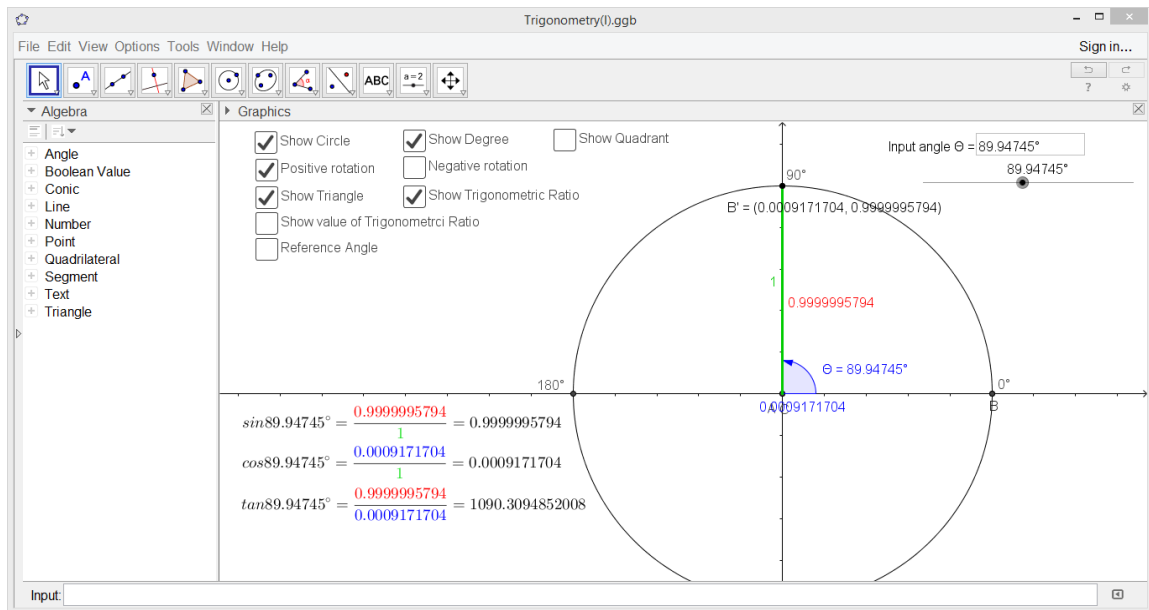 Trigonometry(I).ggb
File Edit View Options Tools Window Help
Sign in...
A
ABC
a=2
?
Algebra
Graphics
Angle
Boolean Value
Conic
Line
Number
Point
Quadrilateral
Segment
Text
Triangle
Show Circle
Show Degree
Show Quadrant
Positive rotation
Negative rotation
Show Triangle
Show Trigonometric Ratio
Show value of Trigonometrci Ratio
Reference Angle
Input angle Θ = 89.94745°
89.94745°
90°
B' = (0.0009171704, 0.9999995794)
1
0.9999995794
Θ = 89.94745°
180°
0°
A
0.0009171704
B
sin89.94745° = 0.9999995794 / 1 = 0.9999995794
cos89.94745° = 0.0009171704 / 1 = 0.0009171704
tan89.94745° = 0.9999995794 / 0.0009171704 = 1090.3094852008
Input: